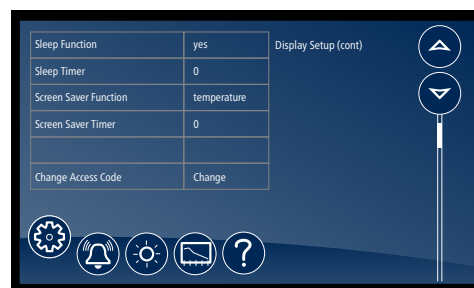 Sleep Function yes Display Setup (cont)
Sleep Timer 0
Screen Saver Function temperature
Screen Saver Timer 0
Change Access Code Change
?